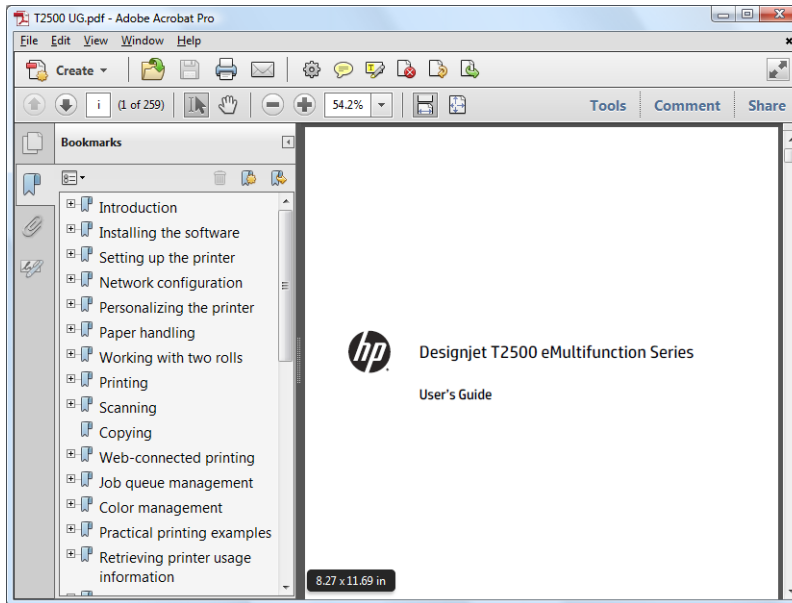 T2500 UG.pdf - Adobe Acrobat Pro
File Edit View Window Help
Create
i (1 of 259) 54.2% Tools Comment Share
Bookmarks
Introduction
Installing the software
Setting up the printer
Network configuration
Personalizing the printer
Paper handling
Working with two rolls
Printing
Scanning
Copying
Web-connected printing
Job queue management
Color management
Practical printing examples
Retrieving printer usage
information
hp
Designjet T2500 eMultifunction Series
User's Guide
8.27 x 11.69 in